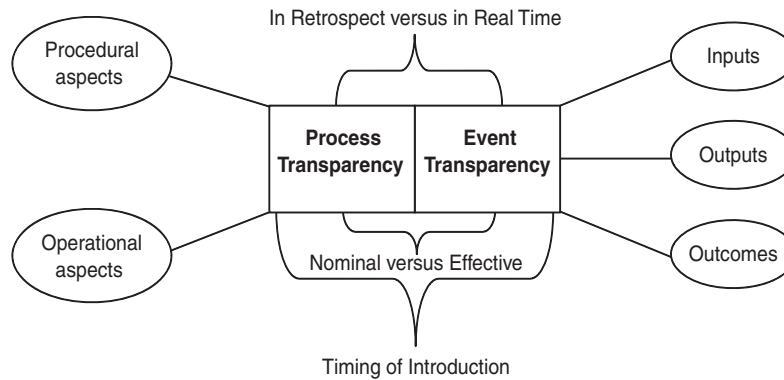 In Retrospect versus in Real Time
Procedural
aspects
Inputs
Process
Transparency
Event
Transparency
Outputs
Operational
aspects
Nominal versus Effective
Outcomes
Timing of Introduction